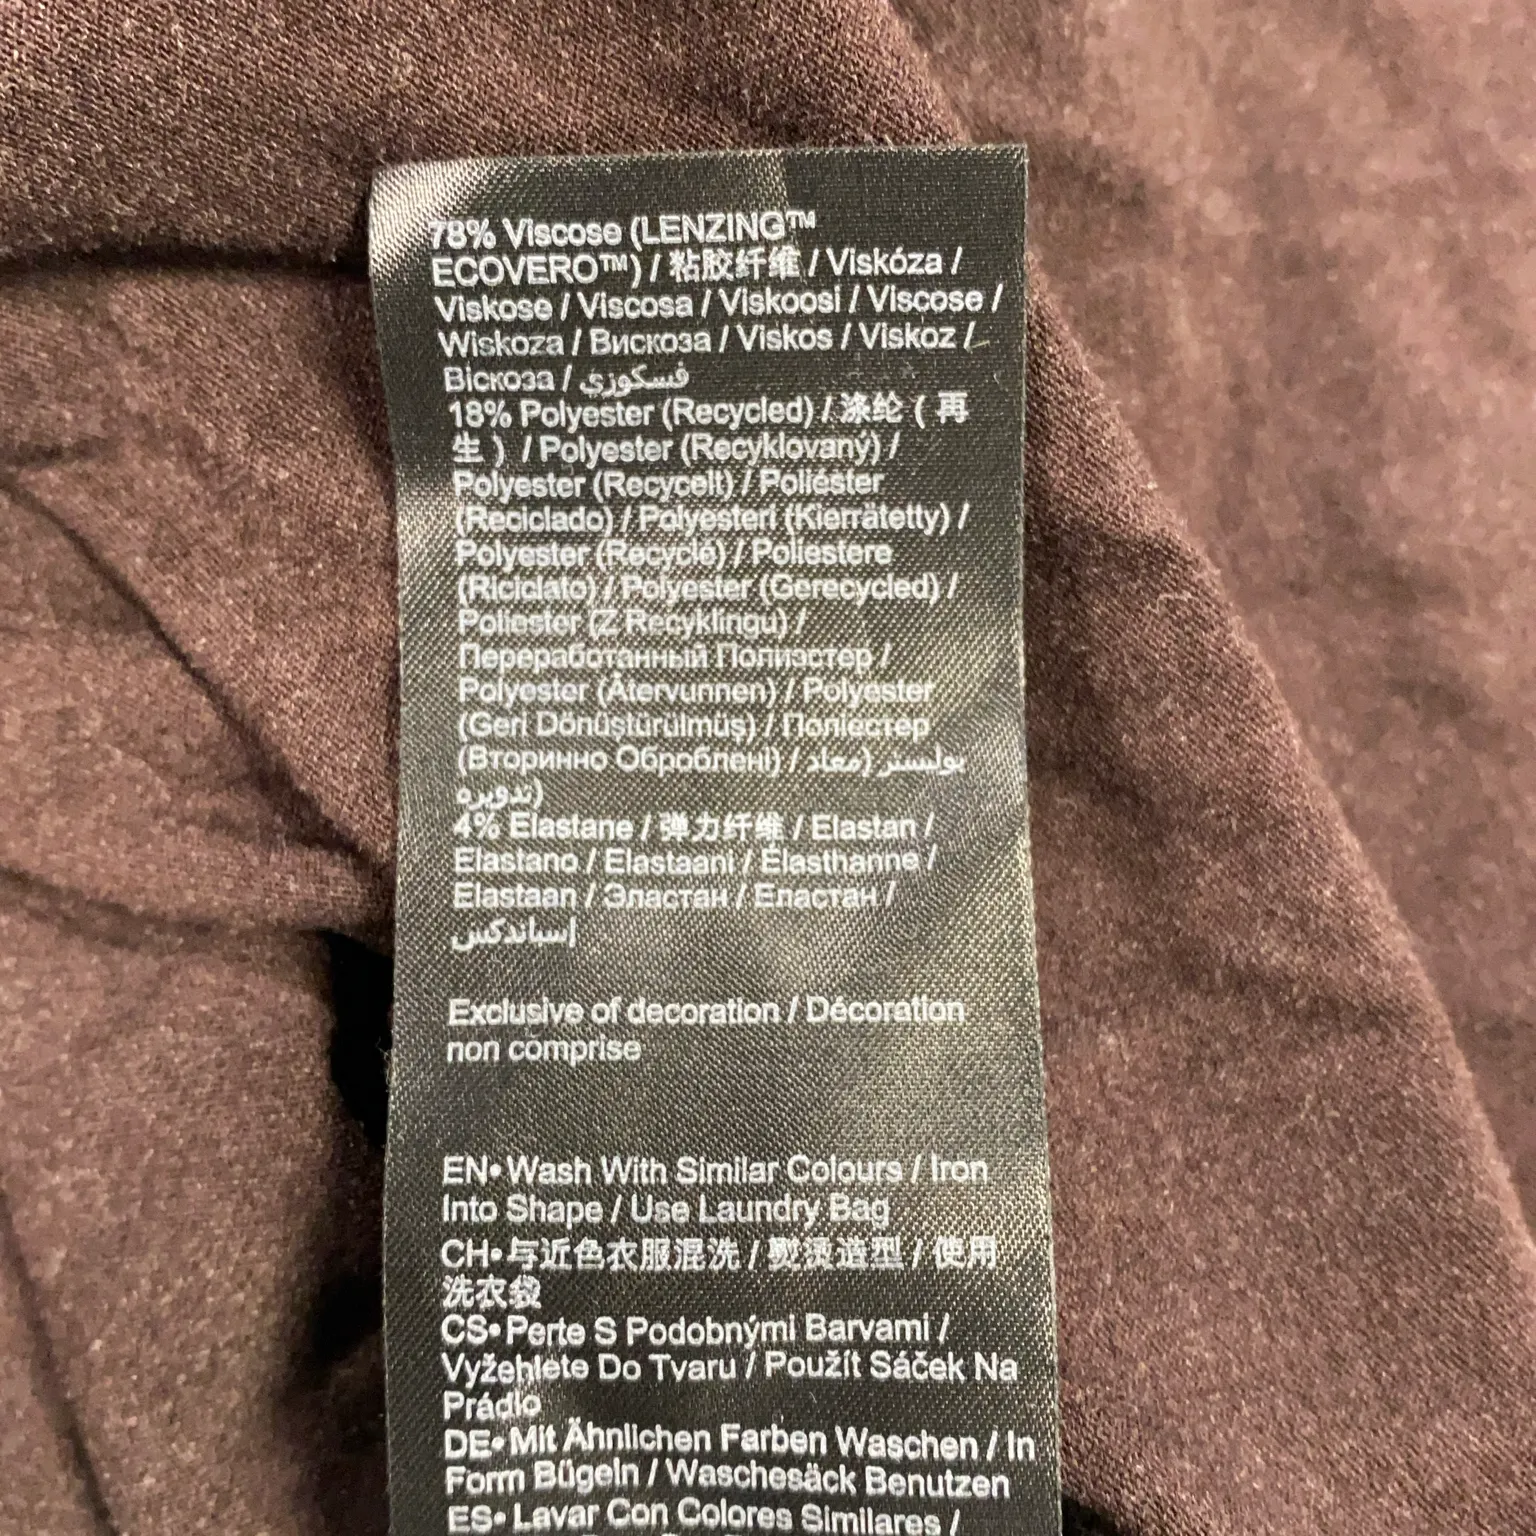 78% Viscose (LENZING™
ECOVERO™) / 粘胶纤维 / Viskóza /
Viskose / Viscosa / Viskoosi / Viscose /
Wiskoza / Вискоза / Viskos / Viskoz /
Віскоза / فسكوزي
18% Polyester (Recycled) / 涤纶 ( 再
生 ) / Polyester (Recyklovaný) /
Polyester (Recycelt) / Poliéster
(Reciclado) / Polyesteri (Kierrätetty) /
Polyester (Recyclé) / Poliestere
(Riciclato) / Polyester (Gerecycled) /
Poliester (Z Recyklingu) /
Переработанный Полиэстер /
Polyester (Återvunnen) / Polyester
(Geri Dönüştürülmüş) / Поліестер
(Вторинно Оброблені) / بوليستر (معاد
تدويره)
4% Elastane / 弹力纤维 / Elastan /
Elastano / Elastaani / Élasthanne /
Elastaan / Эластан / Еластан /
إسباندكس
Exclusive of decoration / Décoration
non comprise
EN• Wash With Similar Colours / Iron
Into Shape / Use Laundry Bag
CH• 与近色衣服混洗 / 熨烫造型 / 使用
洗衣袋
CS• Perte S Podobnými Barvami /
Vyžehlete Do Tvaru / Použít Sáček Na
Prádlo
DE• Mit Ähnlichen Farben Waschen / In
Form Bügeln / Waschesäck Benutzen
ES• Lavar Con Colores Similares /